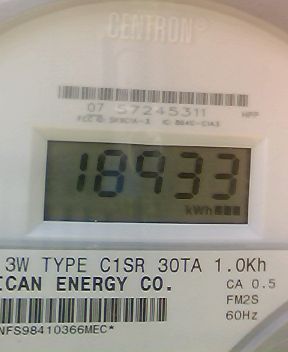 CENTRON®
07 57245311 HPP
18933
kWh
3W TYPE C1SR 30TA 1.0Kh
ICAN ENERGY CO. CA 0.5
FM2S
NFS98410366MEC* 60Hz